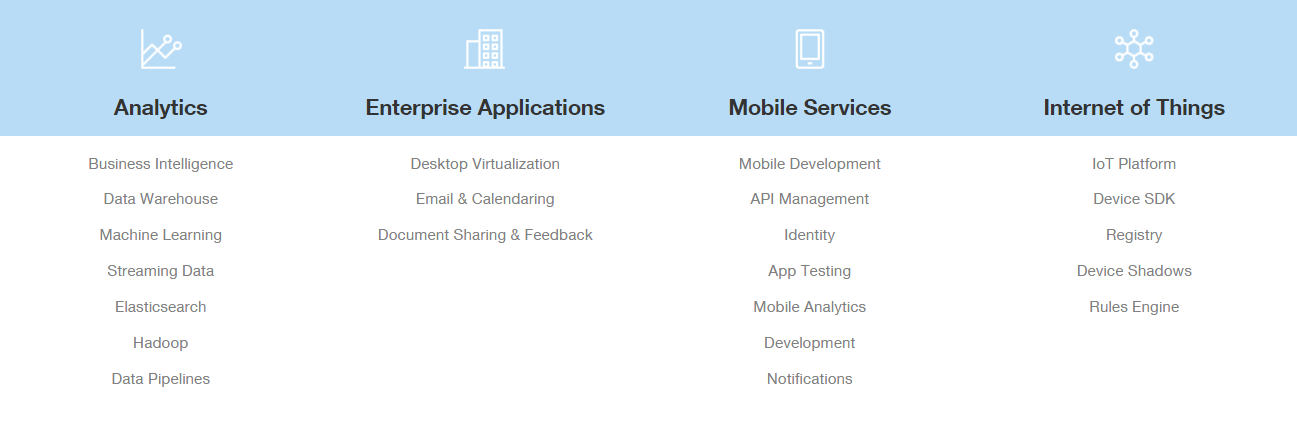 Analytics
Business Intelligence
Data Warehouse
Machine Learning
Streaming Data
Elasticsearch
Hadoop
Data Pipelines
Enterprise Applications
Desktop Virtualization
Email & Calendaring
Document Sharing & Feedback
Mobile Services
Mobile Development
API Management
Identity
App Testing
Mobile Analytics
Development
Notifications
Internet of Things
IoT Platform
Device SDK
Registry
Device Shadows
Rules Engine